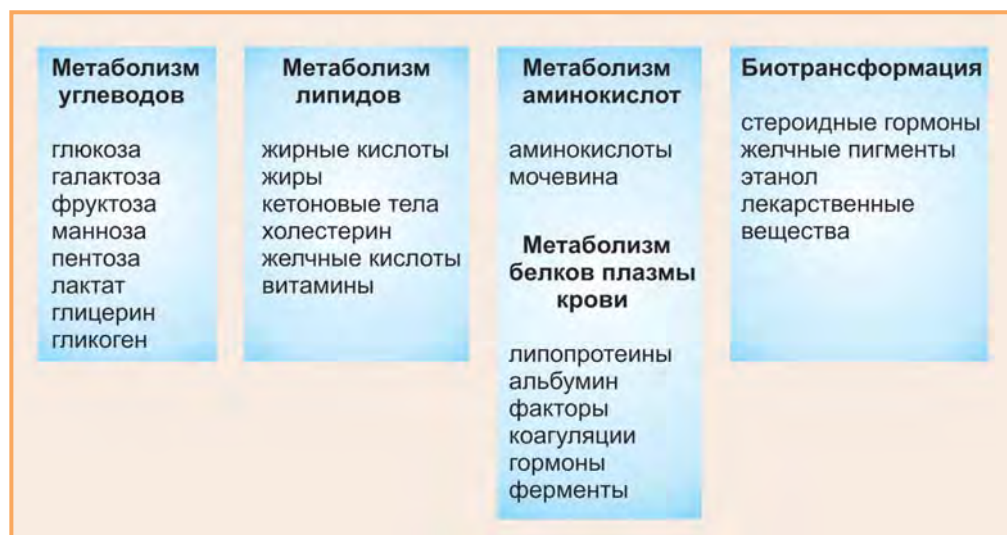 Метаболизм
углеводов
глюкоза
галактоза
фруктоза
манноза
пентоза
лактат
глицерин
гликоген
Метаболизм
липидов
жирные кислоты
жиры
кетоновые тела
холестерин
желчные кислоты
витамины
Метаболизм
аминокислот
аминокислоты
мочевина
Метаболизм
белков плазмы
крови
липопротеины
альбумин
факторы
коагуляции
гормоны
ферменты
Биотрансформация
стероидные гормоны
желчные пигменты
этанол
лекарственные
вещества